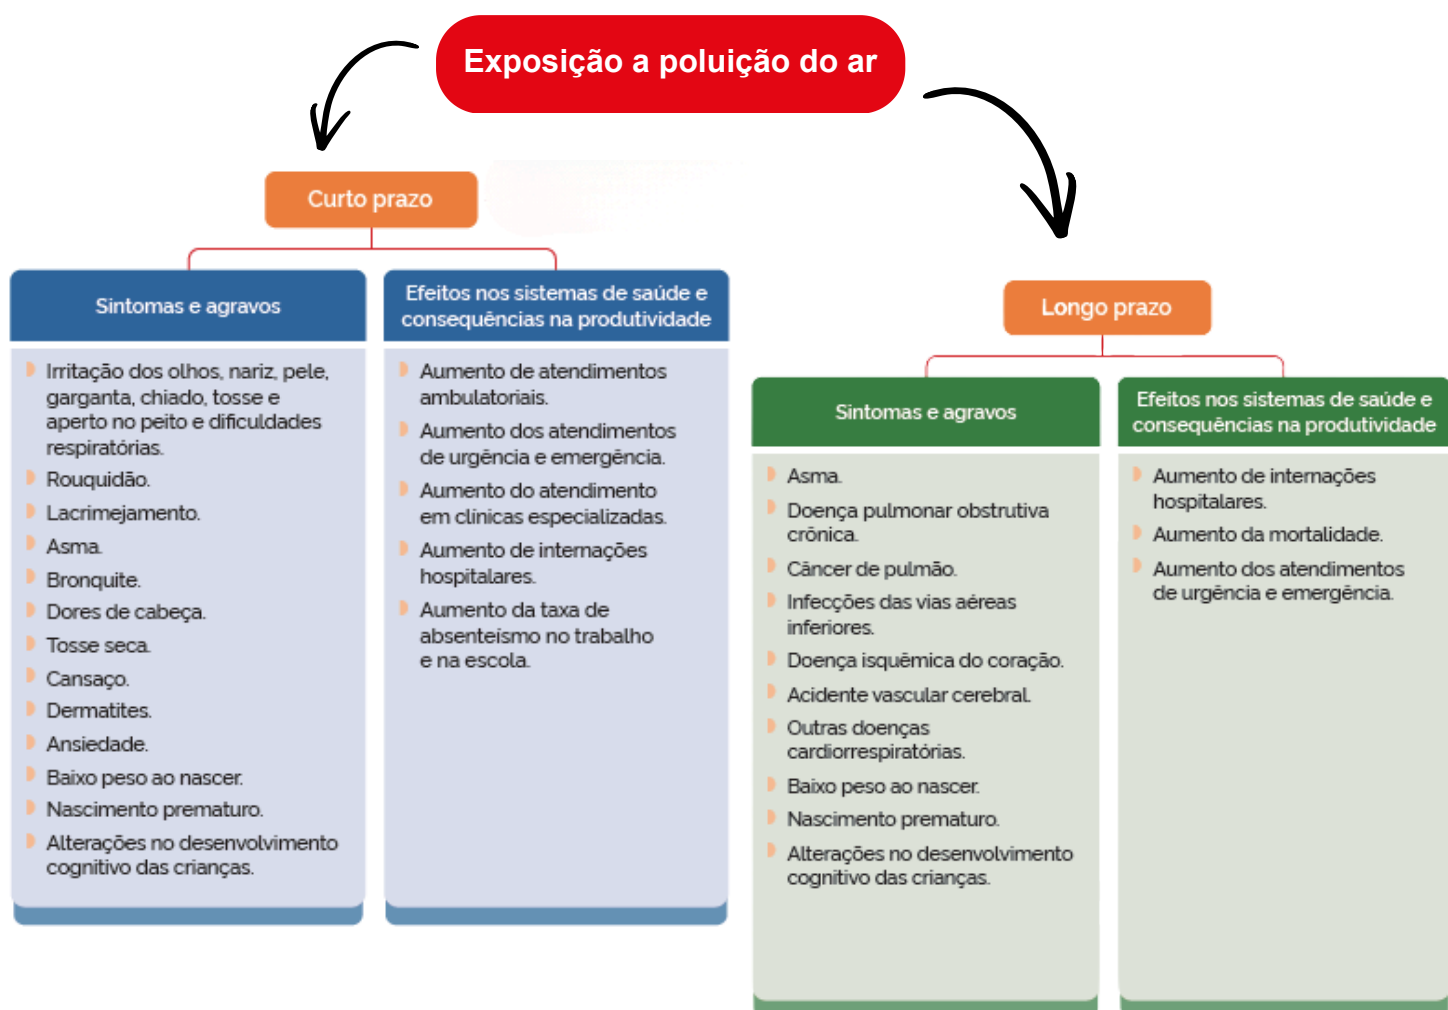 Exposição a poluição do ar
Curto prazo
Sintomas e agravos
Irritação dos olhos, nariz, pele,
garganta, chiado, tosse e
aperto no peito e dificuldades
respiratórias.
Rouquidão.
Lacrimejamento.
Asma.
Bronquite.
Dores de cabeça.
Tosse seca.
Cansaço.
Dermatites.
Ansiedade.
Baixo peso ao nascer.
Nascimento prematuro.
Alterações no desenvolvimento
cognitivo das crianças.
Efeitos nos sistemas de saúde e
consequências na produtividade
Aumento de atendimentos
ambulatoriais.
Aumento dos atendimentos
de urgência e emergência.
Aumento do atendimento
em clínicas especializadas.
Aumento de internações
hospitalares.
Aumento da taxa de
absenteísmo no trabalho
e na escola.
Longo prazo
Sintomas e agravos
Asma.
Doença pulmonar obstrutiva
crônica.
Câncer de pulmão.
Infecções das vias aéreas
inferiores.
Doença isquêmica do coração.
Acidente vascular cerebral.
Outras doenças
cardiorrespiratórias.
Baixo peso ao nascer.
Nascimento prematuro.
Alterações no desenvolvimento
cognitivo das crianças.
Efeitos nos sistemas de saúde e
consequências na produtividade
Aumento de internações
hospitalares.
Aumento da mortalidade.
Aumento dos atendimentos
de urgência e emergência.